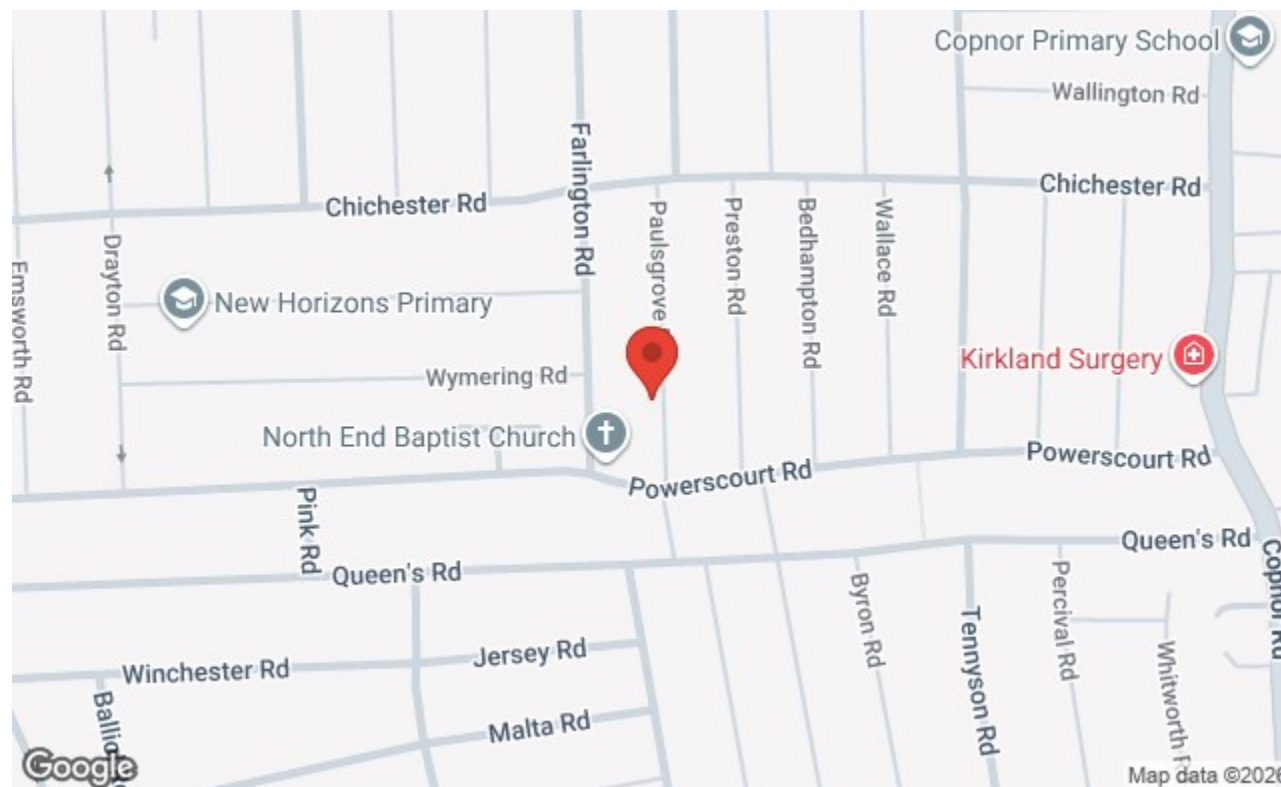 Copnor Primary School
Wallington Rd
Farlington Rd
Chichester Rd
Chichester Rd
Paulsgrove
Preston Rd
Bedhampton Rd
Wallace Rd
Emsworth Rd
Drayton Rd
New Horizons Primary
Wymering Rd
Kirkland Surgery
North End Baptist Church
Powerscourt Rd
Powerscourt Rd
Pink Rd
Queen's Rd
Queen's Rd
Copnor Rd
Byron Rd
Tennyson Rd
Percival Rd
Whitworth R
Jersey Rd
Winchester Rd
Malta Rd
Google
Map data ©2026